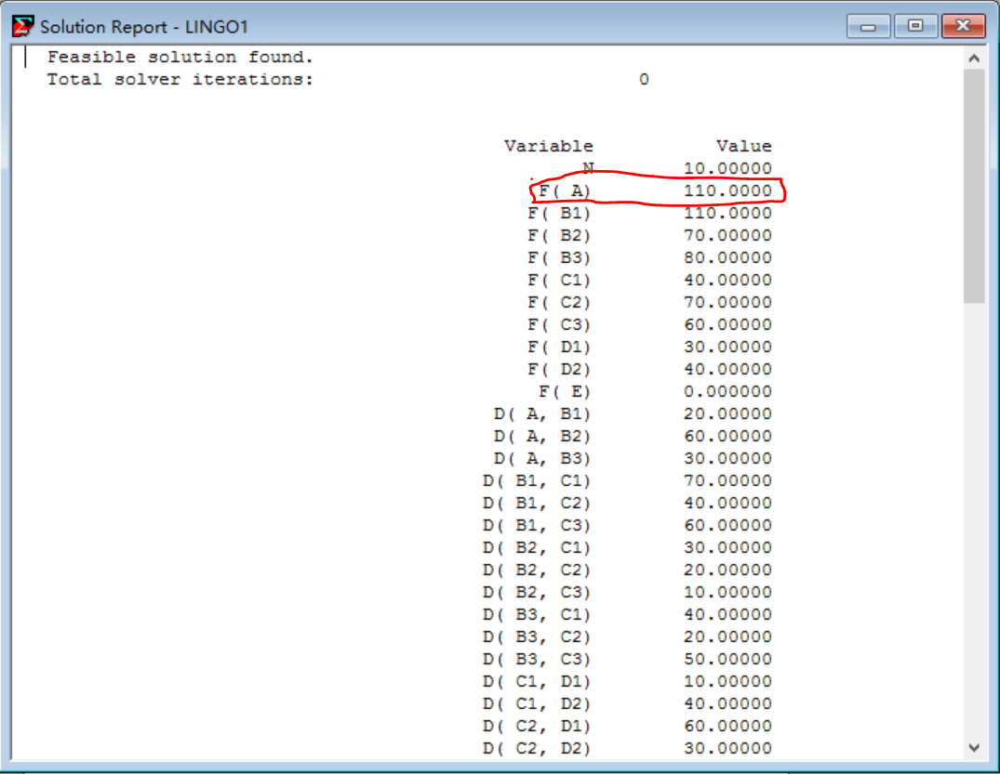 Solution Report - LINGO1
Feasible solution found.
Total solver iterations: 0
Variable Value
N 10.00000
F( A) 110.0000
F( B1) 110.0000
F( B2) 70.00000
F( B3) 80.00000
F( C1) 40.00000
F( C2) 70.00000
F( C3) 60.00000
F( D1) 30.00000
F( D2) 40.00000
F( E) 0.000000
D( A, B1) 20.00000
D( A, B2) 60.00000
D( A, B3) 30.00000
D( B1, C1) 70.00000
D( B1, C2) 40.00000
D( B1, C3) 60.00000
D( B2, C1) 30.00000
D( B2, C2) 20.00000
D( B2, C3) 10.00000
D( B3, C1) 40.00000
D( B3, C2) 20.00000
D( B3, C3) 50.00000
D( C1, D1) 10.00000
D( C1, D2) 40.00000
D( C2, D1) 60.00000
D( C2, D2) 30.00000